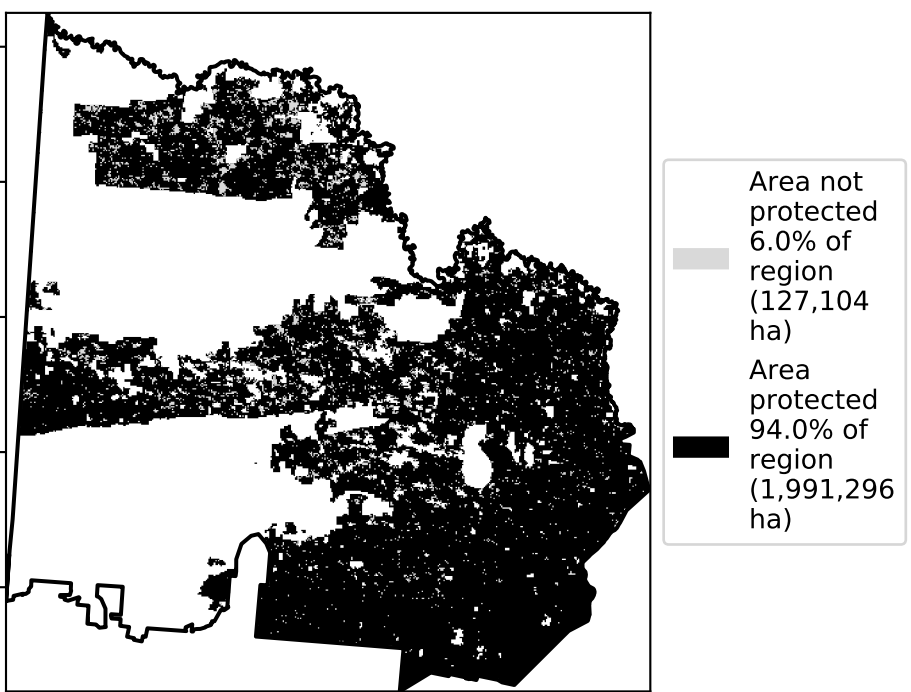 Area not
protected
6.0% of
region
(127,104
ha)
Area
protected
94.0% of
region
(1,991,296
ha)